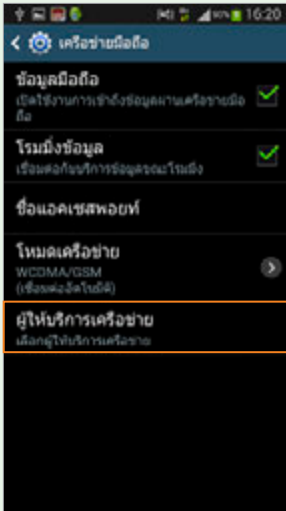 16:20
เครือข่ายมือถือ
ข้อมูลมือถือ
เปิดใช้งานการเข้าถึงข้อมูลผ่านเครือข่ายมือ
ถือ
โรมมิ่งข้อมูล
เชื่อมต่อกับบริการข้อมูลขณะโรมมิ่ง
ชื่อแอคเซสพอยท์
โหมดเครือข่าย
WCDMA/GSM
(เชื่อมต่ออัตโนมัติ)
ผู้ให้บริการเครือข่าย
เลือกผู้ให้บริการเครือข่าย